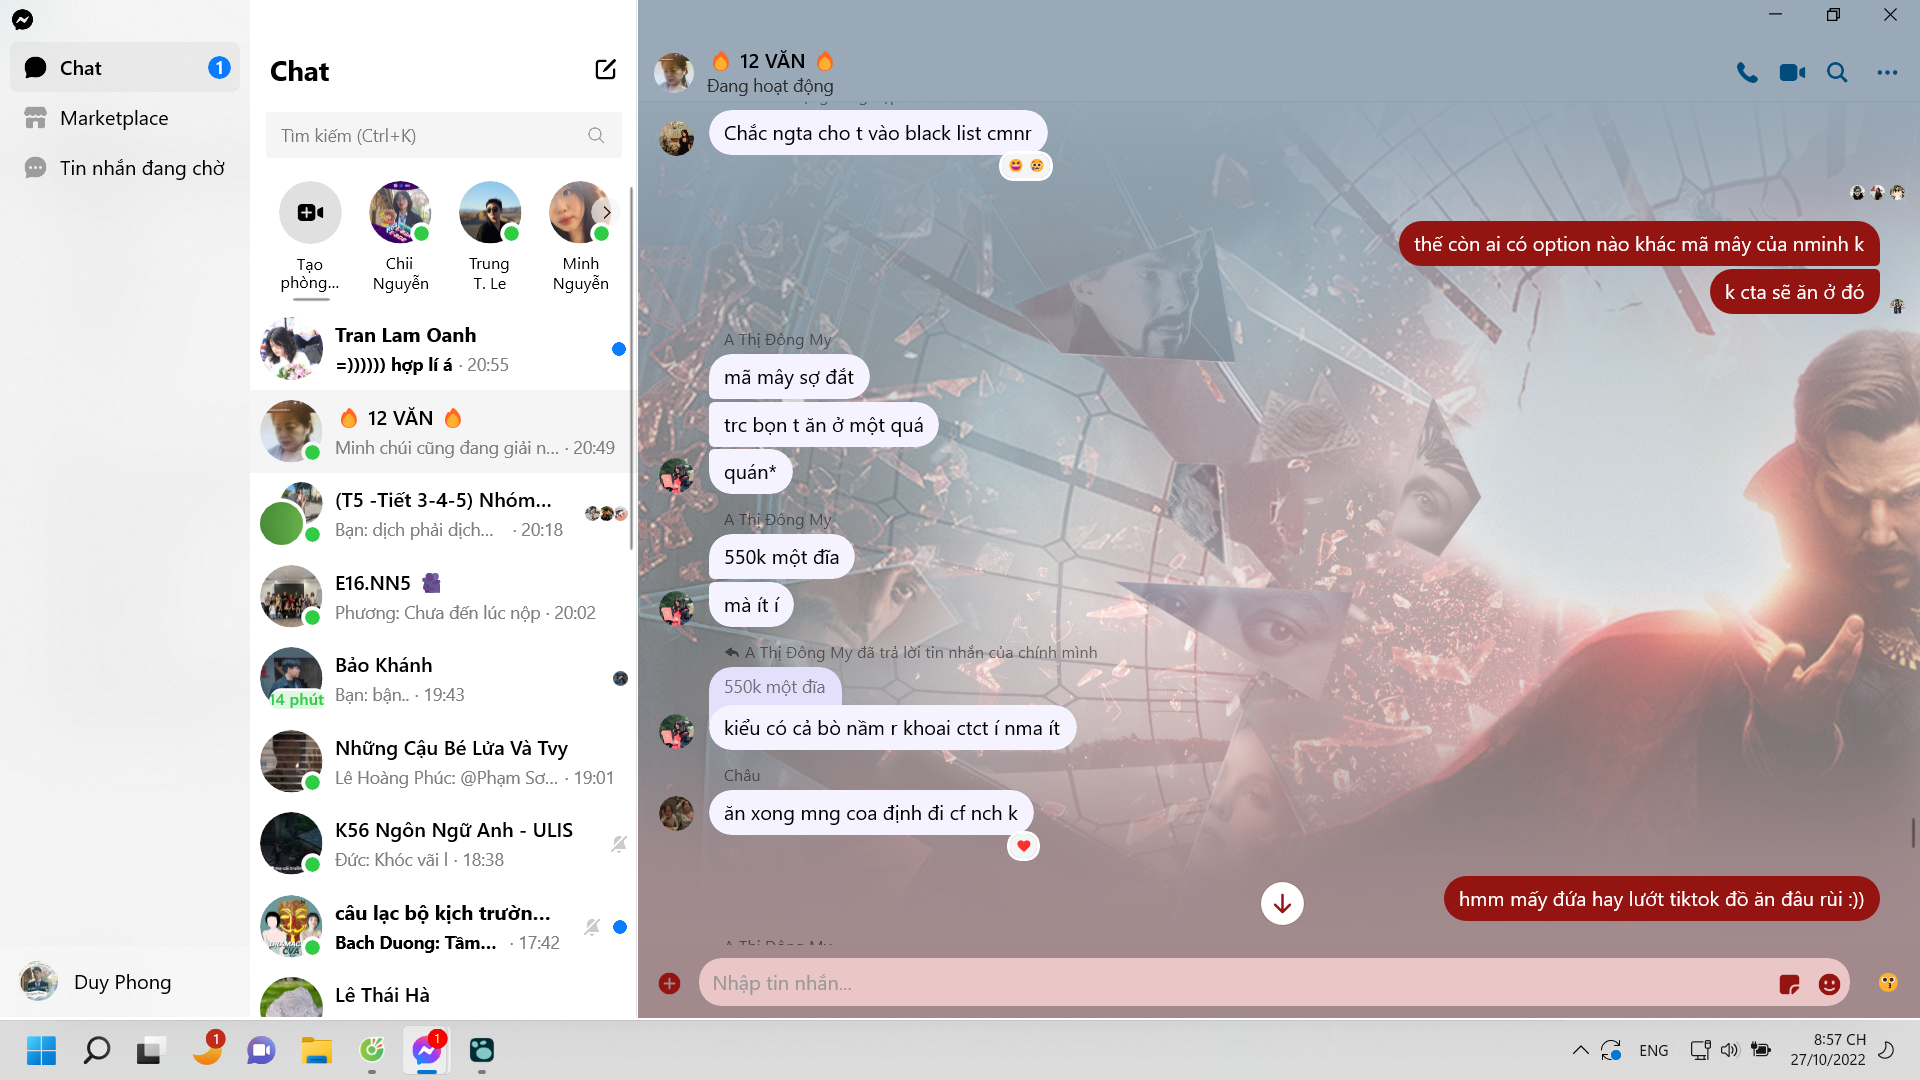 Chat
1
Marketplace
Tin nhắn đang chờ
Duy Phong
Chat
Tìm kiếm (Ctrl+K)
Tạo
phòng...
Chii
Nguyễn
Trung
T. Le
Minh
Nguyễn
Tran Lam Oanh
=)))))) hợp lí á · 20:55
🔥 12 VĂN 🔥
Minh chúi cũng đang giải n... · 20:49
(T5 -Tiết 3-4-5) Nhóm...
Bạn: dịch phải dịch... · 20:18
E16.NN5 🎥
Phương: Chưa đến lúc nộp · 20:02
Bảo Khánh
Bạn: bận.. · 19:43
14 phút
Những Cậu Bé Lửa Và Tvy
Lê Hoàng Phúc: @Phạm Sơ... · 19:01
K56 Ngôn Ngữ Anh - ULIS
Đức: Khóc vãi l · 18:38
câu lạc bộ kịch trườn...
Bach Duong: Tầm... · 17:42
Lê Thái Hà
🔥 12 VĂN 🔥
Đang hoạt động
Chắc ngta cho t vào black list cmnr
😆 😢
thế còn ai có option nào khác mã mây của nminh k
k cta sẽ ăn ở đó
A Thị Đông My
mã mây sợ đắt
trc bọn t ăn ở một quá
quán*
A Thị Đông My
550k một đĩa
mà ít í
A Thị Đông My đã trả lời tin nhắn của chính mình
550k một đĩa
kiểu có cả bò nầm r khoai ctct í nma ít
Châu
ăn xong mng coa định đi cf nch k
hmm mấy đứa hay lướt tiktok đồ ăn đâu rùi :))
A Thị Đông My
Nhập tin nhắn...
1
1
ENG
8:57 CH
27/10/2022